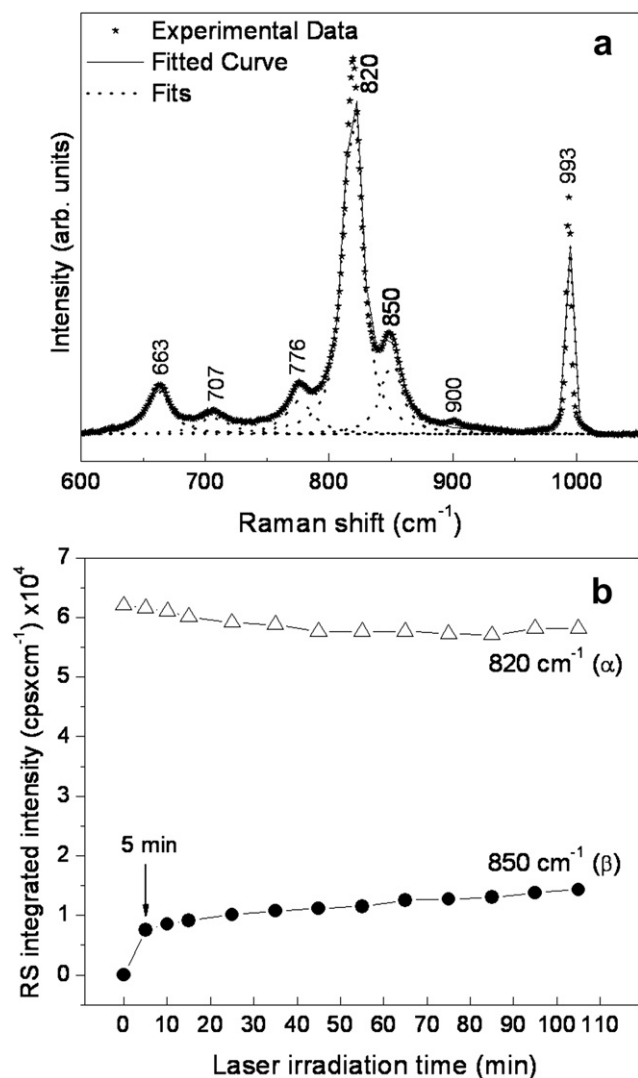 Experimental Data
Fitted Curve
Fits
a
820
993
850
663
707
776
900
Intensity (arb. units)
600 700 800 900 1000
Raman shift (cm⁻¹)
b
7
6
5
4
3
2
1
0
820 cm⁻¹ (α)
5 min
850 cm⁻¹ (β)
RS integrated intensity (cpsxcm⁻¹) x10⁴
0 10 20 30 40 50 60 70 80 90 100 110
Laser irradiation time (min)